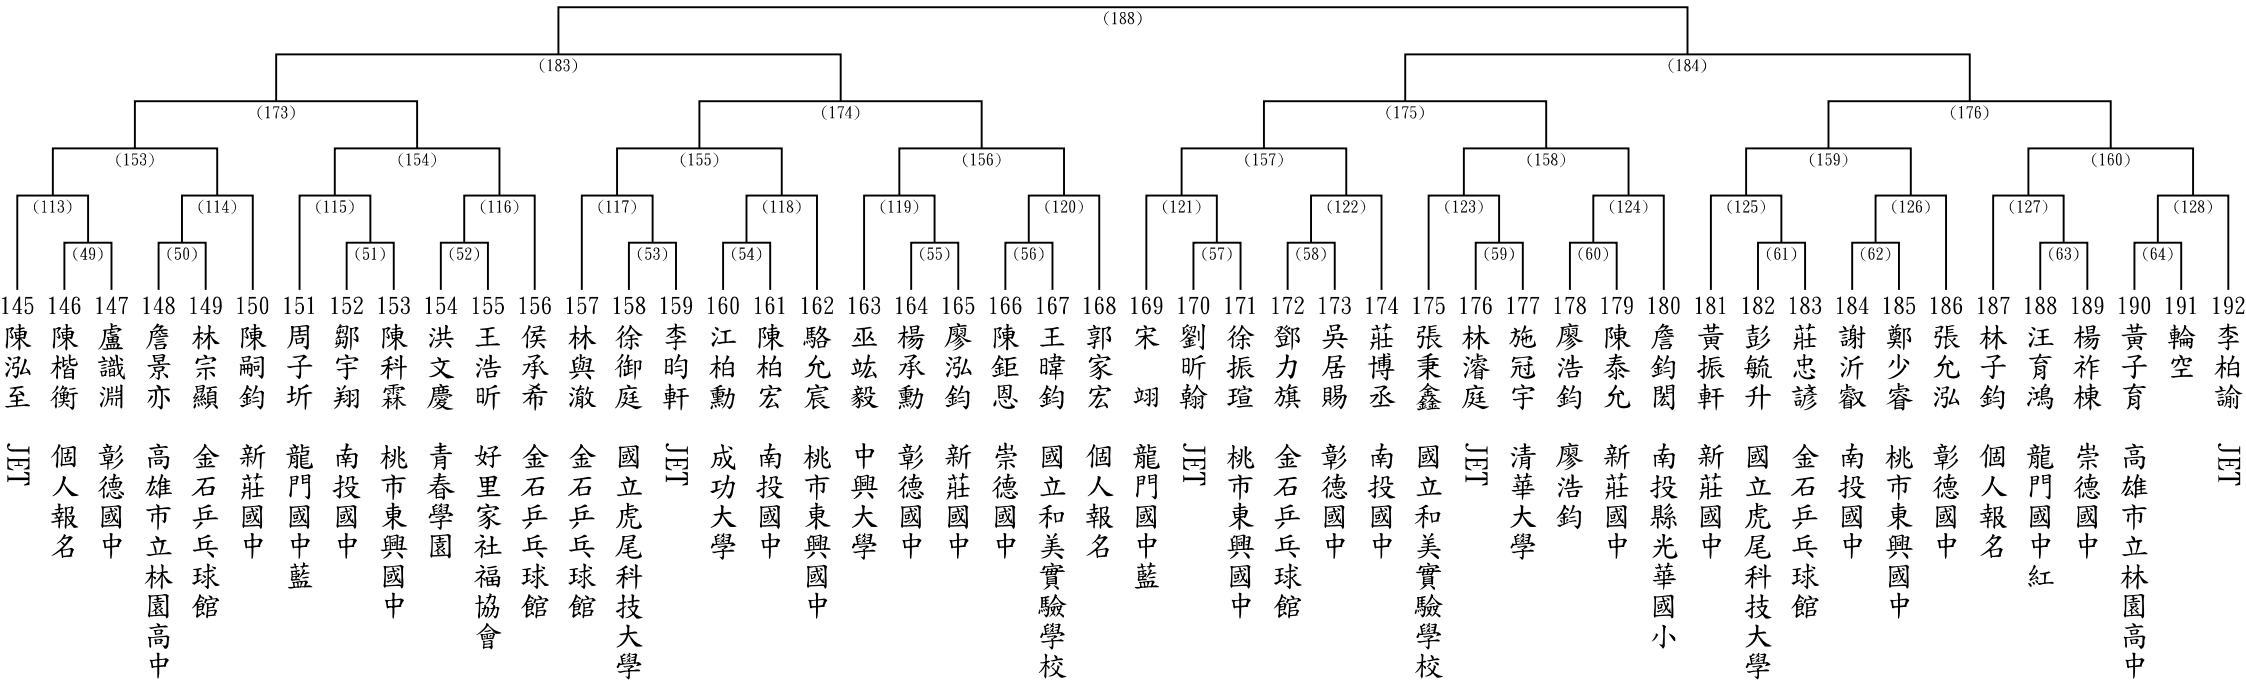 (188)
(183)
(184)
(173)
(174)
(175)
(176)
(153)
(154)
(155)
(156)
(157)
(158)
(159)
(160)
(113)
(114)
(115)
(116)
(117)
(118)
(119)
(120)
(121)
(122)
(123)
(124)
(125)
(126)
(127)
(128)
(49)
(50)
(51)
(52)
(53)
(54)
(55)
(56)
(57)
(58)
(59)
(60)
(61)
(62)
(63)
(64)
145 陳泓至 JET
146 陳楷衡 個人報名
147 盧識淵 彰德國中
148 詹景亦 高雄市立林園高中
149 林宗顯 金石乒乓球館
150 陳嗣鈞 新莊國中
151 周子圻 龍門國中藍
152 鄒宇翔 南投國中
153 陳科霖 桃市東興國中
154 洪文慶 青春學園
155 王浩昕 好里家社福協會
156 侯承希 金石乒乓球館
157 林與澈 金石乒乓球館
158 徐御庭 國立虎尾科技大學
159 李昀軒 JET
160 江柏勳 成功大學
161 陳柏宏 南投國中
162 駱允宸 桃市東興國中
163 巫竑毅 中興大學
164 楊承勳 彰德國中
165 廖泓鈞 新莊國中
166 陳鉅恩 崇德國中
167 王暐鈞 國立和美實驗學校
168 郭家宏 個人報名
169 宋 翊 龍門國中藍
170 劉昕翰 JET
171 徐振瑄 桃市東興國中
172 鄧力旗 金石乒乓球館
173 吳居賜 彰德國中
174 莊博丞 南投國中
175 張秉鑫 國立和美實驗學校
176 林濬庭 JET
177 施冠宇 清華大學
178 廖浩鈞 廖浩鈞
179 陳泰允 新莊國中
180 詹鈞閎 南投縣光華國小
181 黃振軒 新莊國中
182 彭毓升 國立虎尾科技大學
183 莊忠諺 金石乒乓球館
184 謝沂叡 南投國中
185 鄭少睿 桃市東興國中
186 張允泓 彰德國中
187 林子鈞 個人報名
188 汪育鴻 龍門國中紅
189 楊祚棟 崇德國中
190 黃子育 高雄市立林園高中
191 輪空
192 李柏諭 JET